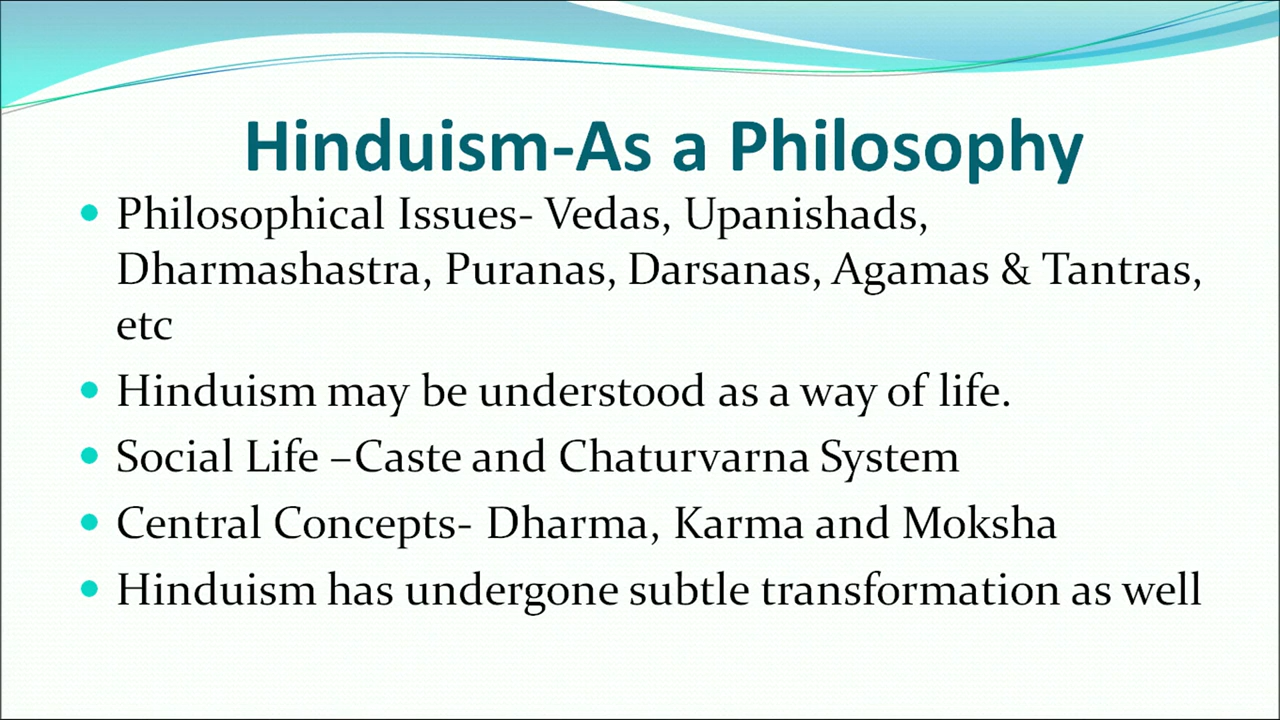 Hinduism-As a Philosophy
Philosophical Issues- Vedas, Upanishads,
Dharmashastra, Puranas, Darsanas, Agamas & Tantras,
etc
Hinduism may be understood as a way of life.
Social Life –Caste and Chaturvarna System
Central Concepts- Dharma, Karma and Moksha
Hinduism has undergone subtle transformation as well